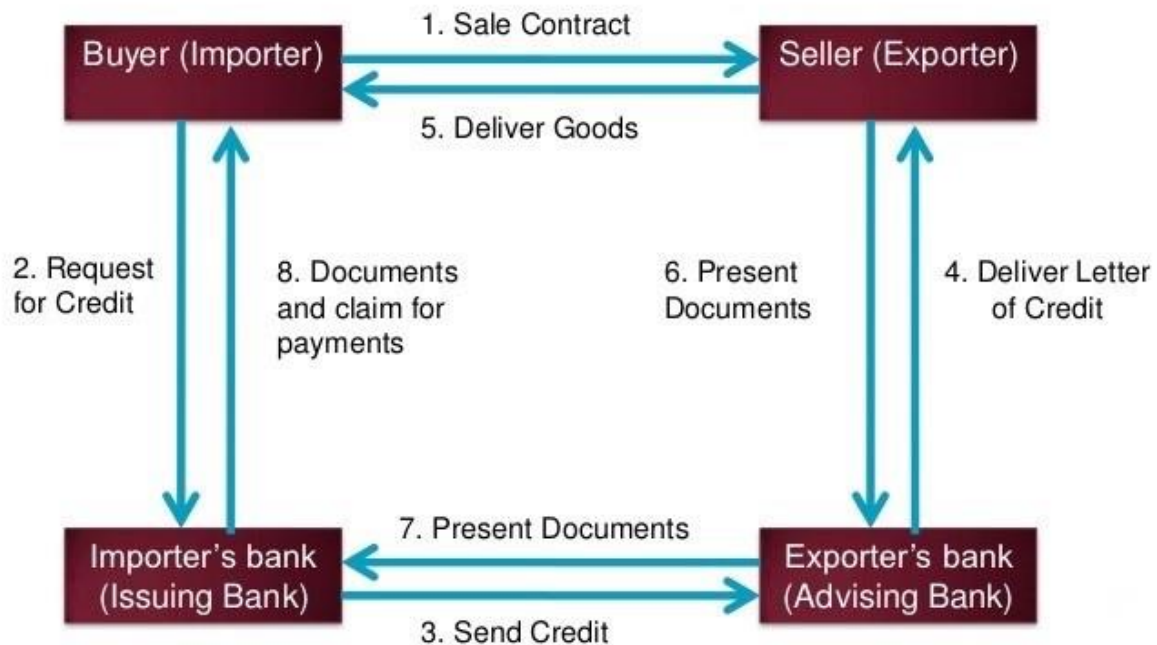 1. Sale Contract
Buyer (Importer)
Seller (Exporter)
5. Deliver Goods
2. Request
for Credit
8. Documents
and claim for
payments
6. Present
Documents
4. Deliver Letter
of Credit
7. Present Documents
Importer’s bank
(Issuing Bank)
Exporter’s bank
(Advising Bank)
3. Send Credit